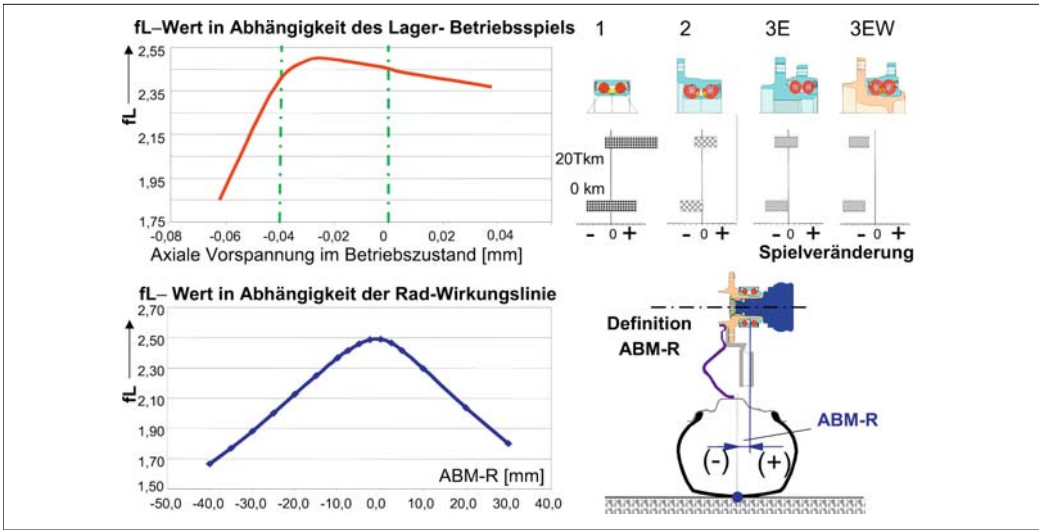 fL–Wert in Abhängigkeit des Lager- Betriebsspiels
fL
2,55
2,35
2,15
1,95
1,75
-0,08
-0,06
-0,04
-0,02
0
0,02
0,04
Axiale Vorspannung im Betriebszustand [mm]
1
2
3E
3EW
20Tkm
0 km
- 0 +
- 0 +
- 0 +
- 0 +
Spielveränderung
fL– Wert in Abhängigkeit der Rad-Wirkungslinie
fL
2,70
2,50
2,30
2,10
1,90
1,70
1,50
-40,0
-30,0
-20,0
-10,0
0,0
10,0
20,0
30,0
40,0
-50,0
ABM-R [mm]
Definition
ABM-R
ABM-R
(-)
(+)